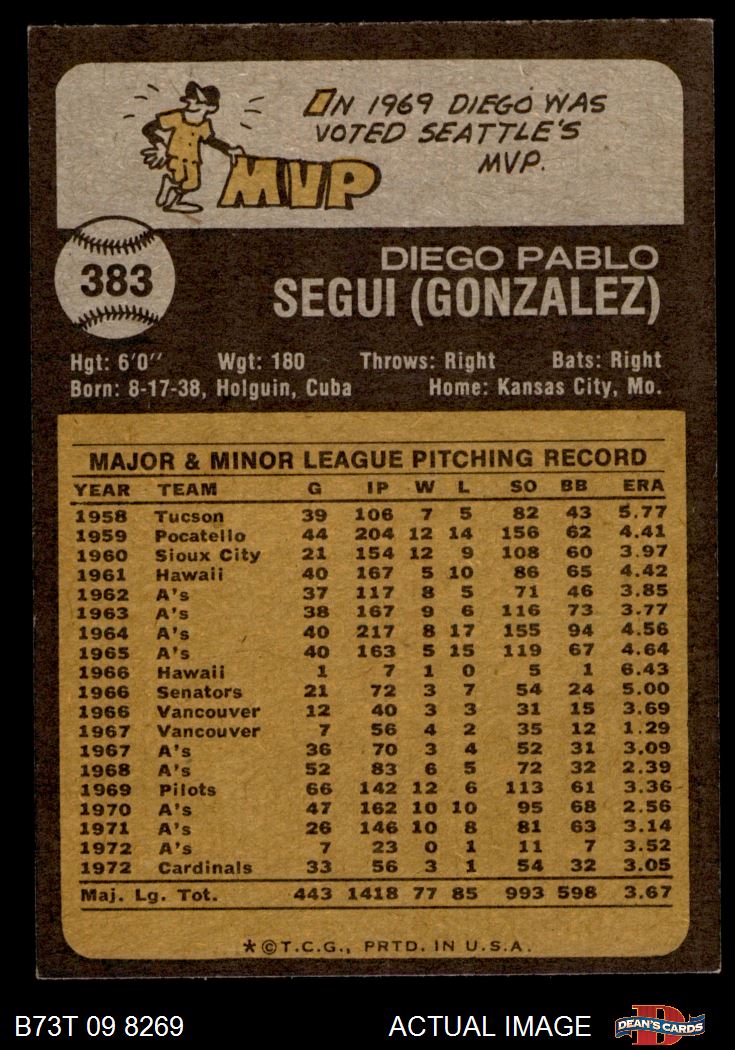 IN 1969 DIEGO WAS
VOTED SEATTLE'S
MVP.
MVP
383
DIEGO PABLO
SEGUI (GONZALEZ)
Hgt: 6'0" Wgt: 180 Throws: Right Bats: Right
Born: 8-17-38, Holguin, Cuba Home: Kansas City, Mo.
MAJOR & MINOR LEAGUE PITCHING RECORD
YEAR TEAM G IP W L SO BB ERA
1958 Tucson 39 106 7 5 82 43 5.77
1959 Pocatello 44 204 12 14 156 62 4.41
1960 Sioux City 21 154 12 9 108 60 3.97
1961 Hawaii 40 167 5 10 86 65 4.42
1962 A's 37 117 8 5 71 46 3.85
1963 A's 38 167 9 6 116 73 3.77
1964 A's 40 217 8 17 155 94 4.56
1965 A's 40 163 5 15 119 67 4.64
1966 Hawaii 1 7 1 0 5 1 6.43
1966 Senators 21 72 3 7 54 24 5.00
1966 Vancouver 12 40 3 3 31 15 3.69
1967 Vancouver 7 56 4 2 35 12 1.29
1967 A's 36 70 3 4 52 31 3.09
1968 A's 52 83 6 5 72 32 2.39
1969 Pilots 66 142 12 6 113 61 3.36
1970 A's 47 162 10 10 95 68 2.56
1971 A's 26 146 10 8 81 63 3.14
1972 A's 7 23 0 1 11 7 3.52
1972 Cardinals 33 56 3 1 54 32 3.05
Maj. Lg. Tot. 443 1418 77 85 993 598 3.67
*©T.C.G., PRTD. IN U.S.A.
B73T 09 8269 ACTUAL IMAGE D DEAN'S CARDS